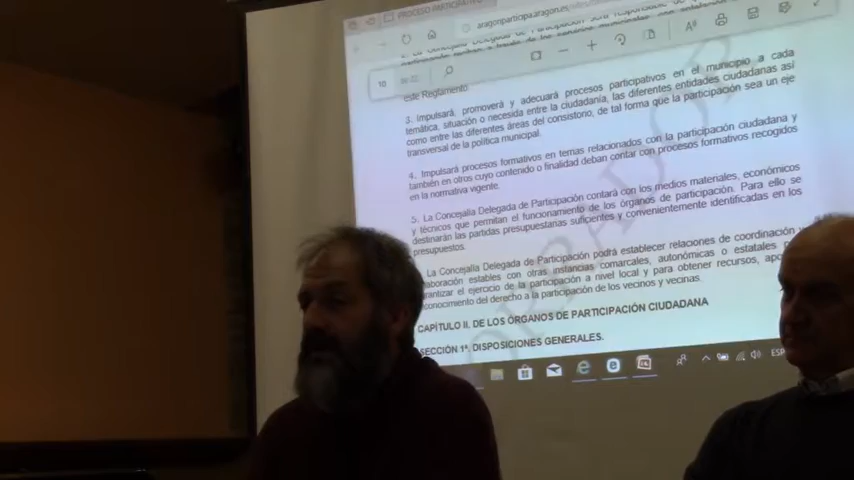 PROCESO PARTICIPATIV
aragonparticipa.aragon.es
10 de 22
este Reglamento.
3. Impulsará, promoverá y adecuará procesos participativos en el municipio a cada
temática, situación o necesida entre la ciudadanía, las diferentes entidades ciudadanas así
como entre las diferentes áreas del consistorio, de tal forma que la participación sea un eje
transversal de la política municipal.
4. Impulsará procesos formativos en temas relacionados con la participación ciudadana y
también en otros cuyo contenido o finalidad deban contar con procesos formativos recogidos
en la normativa vigente.
5. La Concejalía Delegada de Participación contará con los medios materiales, económicos
y técnicos que permitan el funcionamiento de los órganos de participación. Para ello se
destinarán las partidas presupuestarias suficientes y convenientemente identificadas en los
presupuestos.
La Concejalía Delegada de Participación podrá establecer relaciones de coordinación
aboración estables con otras instancias comarcales, autonómicas o estatales
rantizar el ejercicio de la participación a nivel local y para obtener recursos,
conocimiento del derecho a la participación de los vecinos y vecinas.
CAPÍTULO II. DE LOS ÓRGANOS DE PARTICIPACIÓN CIUDADANA
SECCIÓN 1ª. DISPOSICIONES GENERALES.
ESP